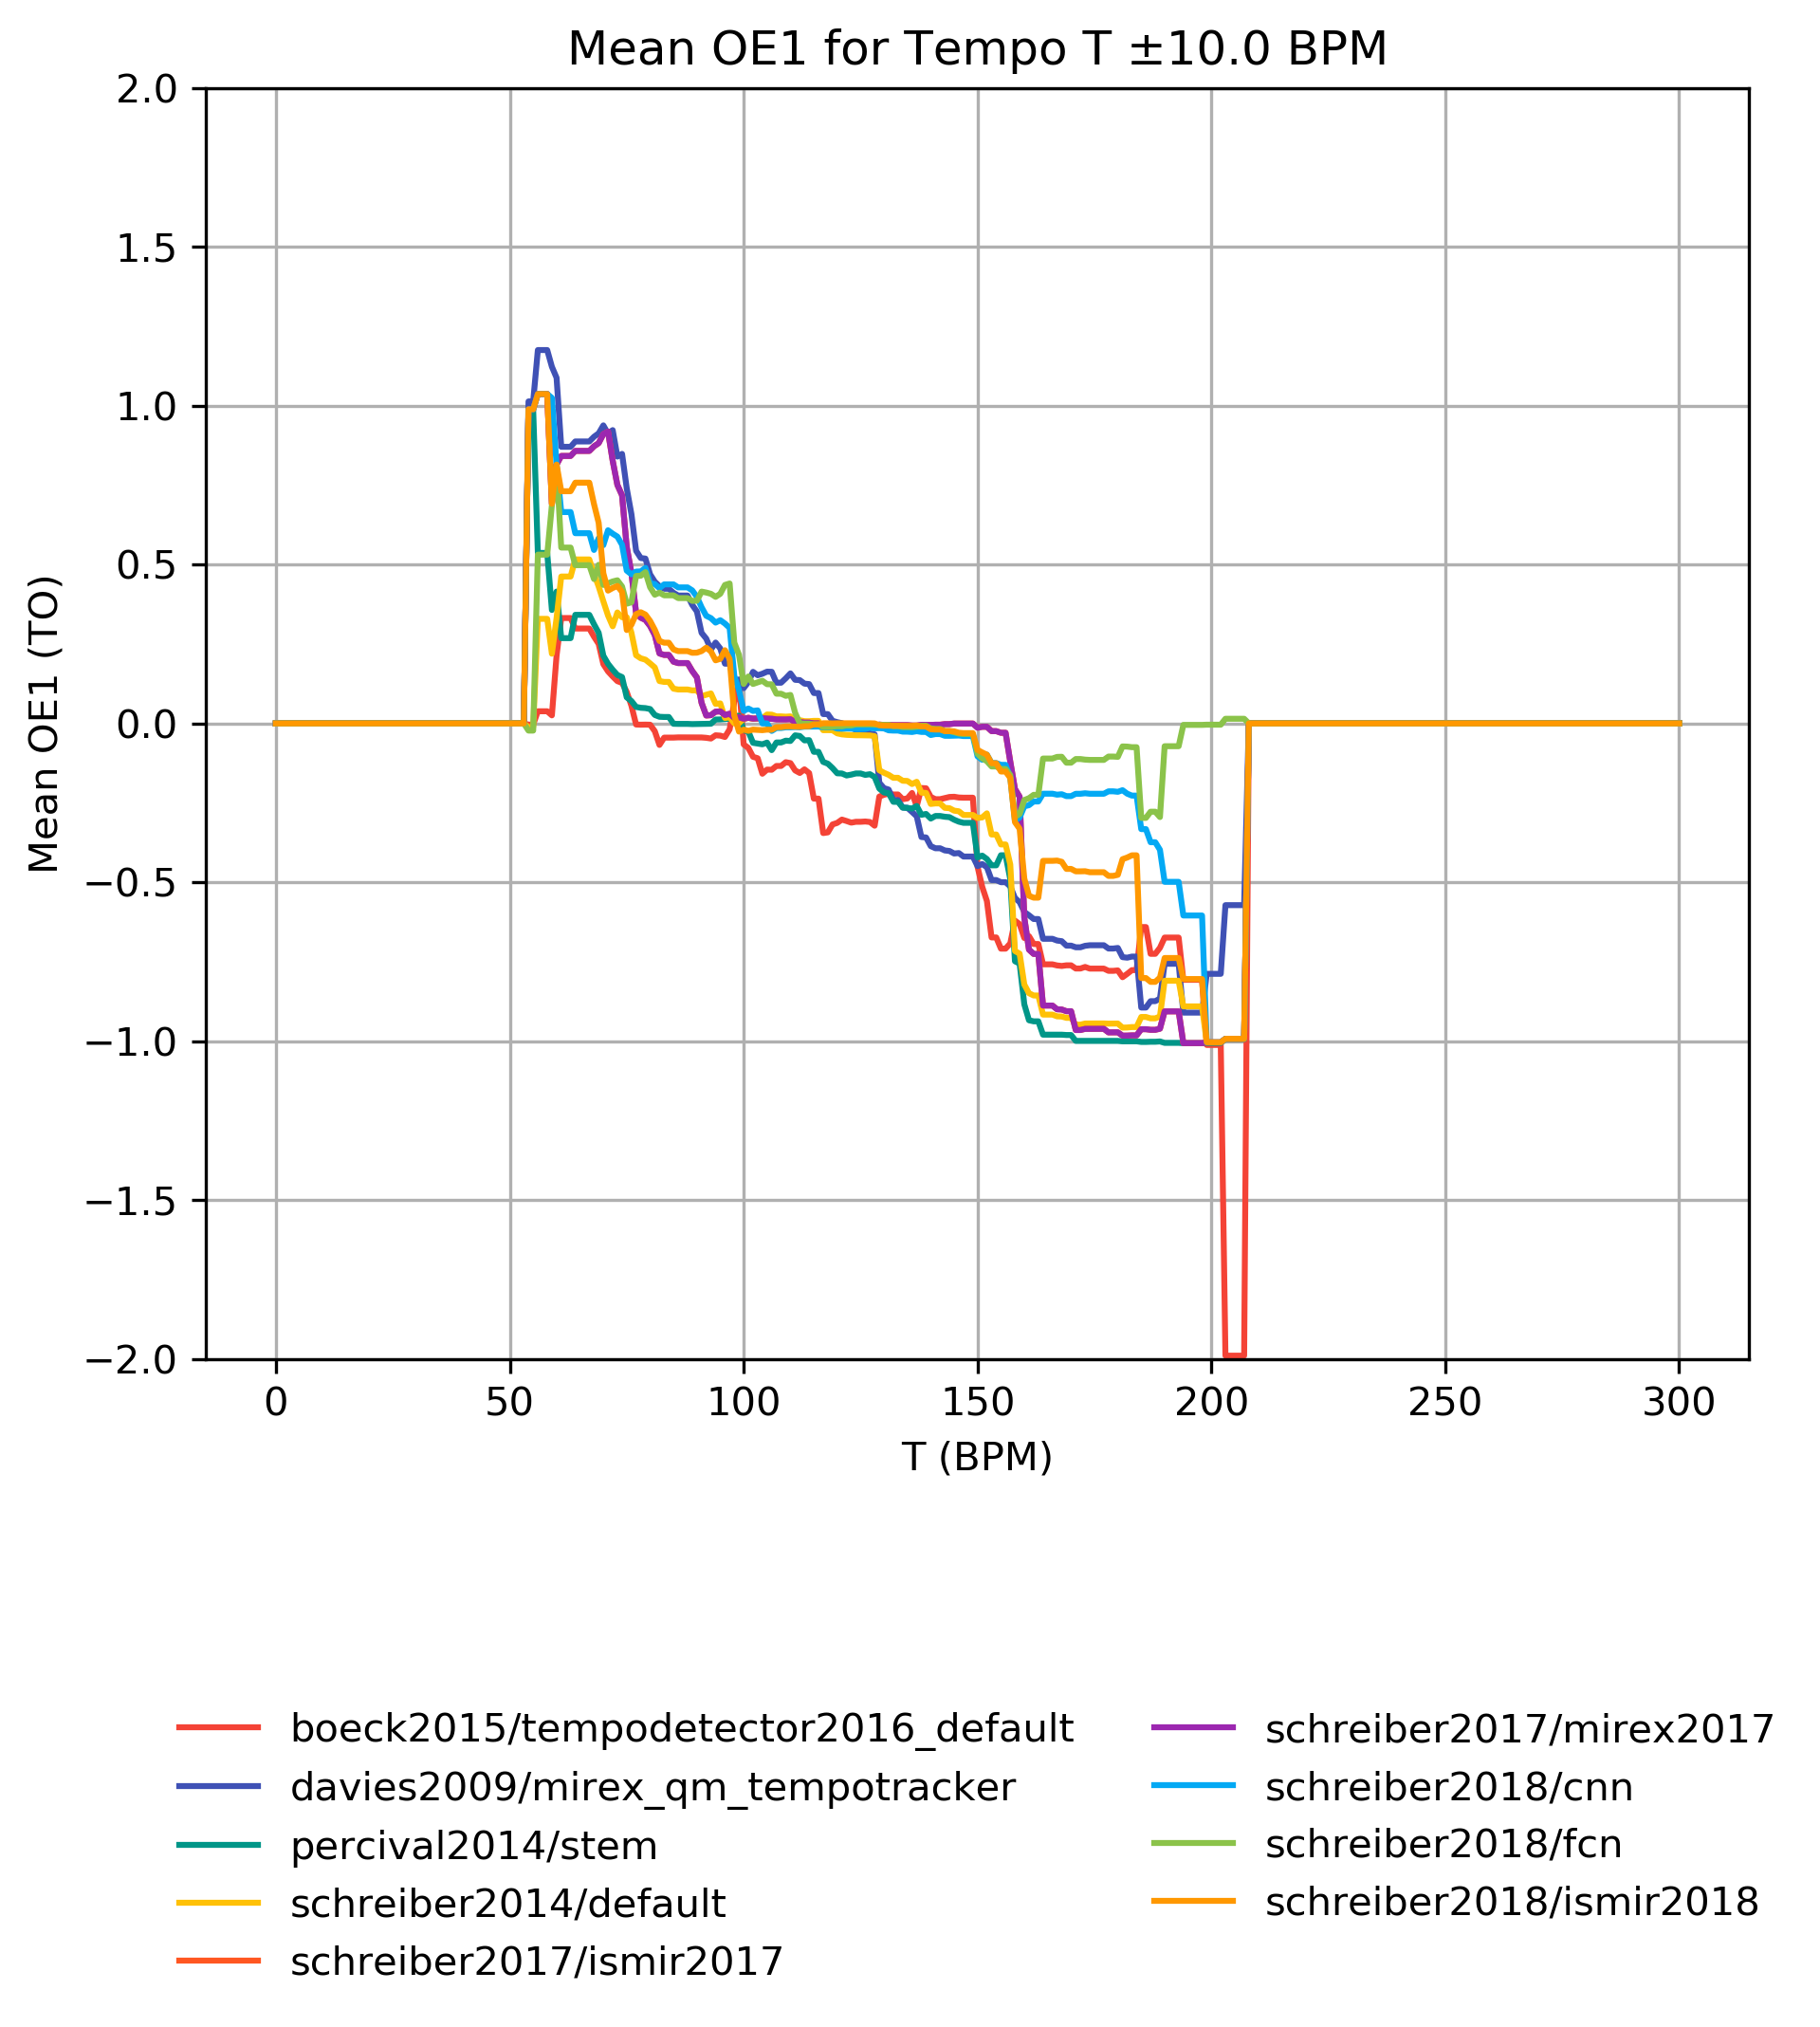 Mean OE1 for Tempo T ±10.0 BPM
2.0
1.5
1.0
0.5
0.0
−0.5
−1.0
−1.5
−2.0
Mean OE1 (TO)
0 50 100 150 200 250 300
T (BPM)
boeck2015/tempodetector2016_default
davies2009/mirex_qm_tempotracker
percival2014/stem
schreiber2014/default
schreiber2017/ismir2017
schreiber2017/mirex2017
schreiber2018/cnn
schreiber2018/fcn
schreiber2018/ismir2018